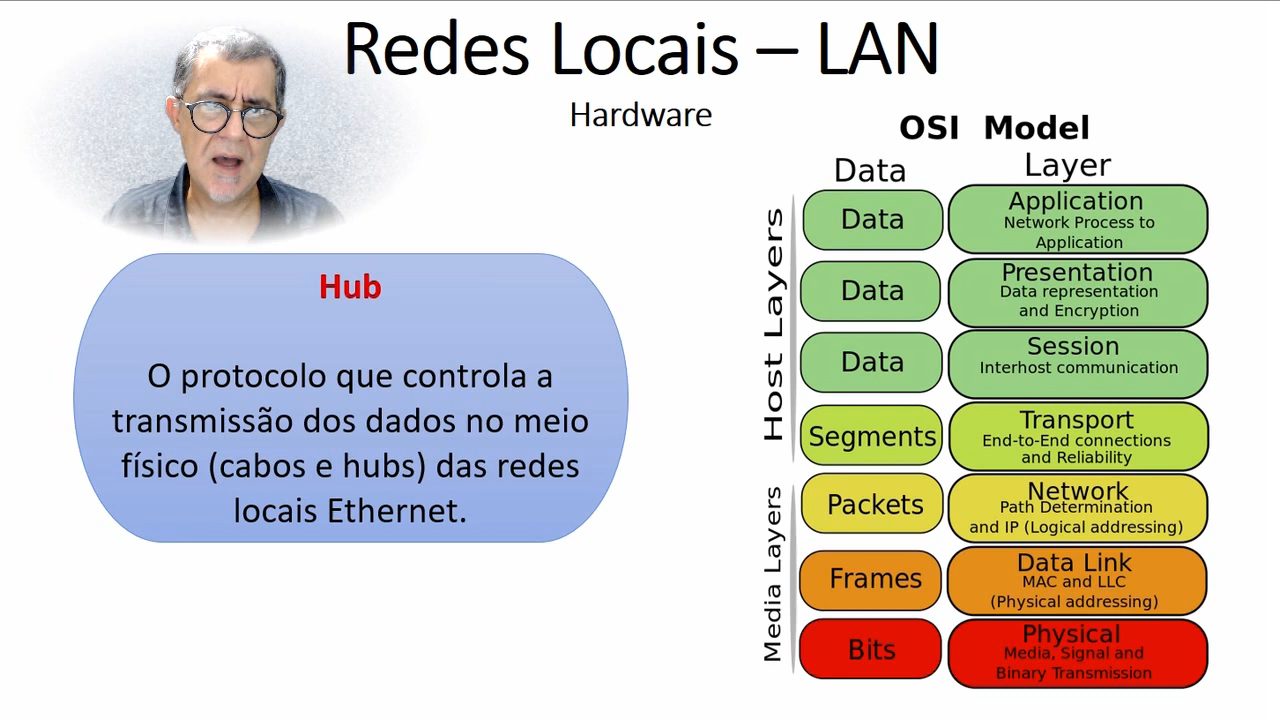 Redes Locais – LAN
Hardware
Hub
O protocolo que controla a
transmissão dos dados no meio
físico (cabos e hubs) das redes
locais Ethernet.
OSI Model
Data
Layer
Host Layers
Data
Application
Network Process to
Application
Data
Presentation
Data representation
and Encryption
Data
Session
Interhost communication
Segments
Transport
End-to-End connections
and Reliability
Media Layers
Packets
Network
Path Determination
and IP (Logical addressing)
Frames
Data Link
MAC and LLC
(Physical addressing)
Bits
Physical
Media, Signal and
Binary Transmission